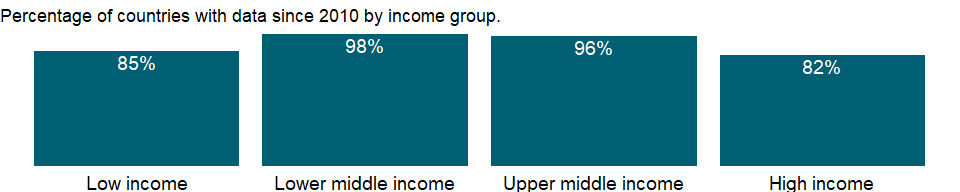 Percentage of countries with data since 2010 by income group.
85% 98% 96% 82%
Low income Lower middle income Upper middle income High income